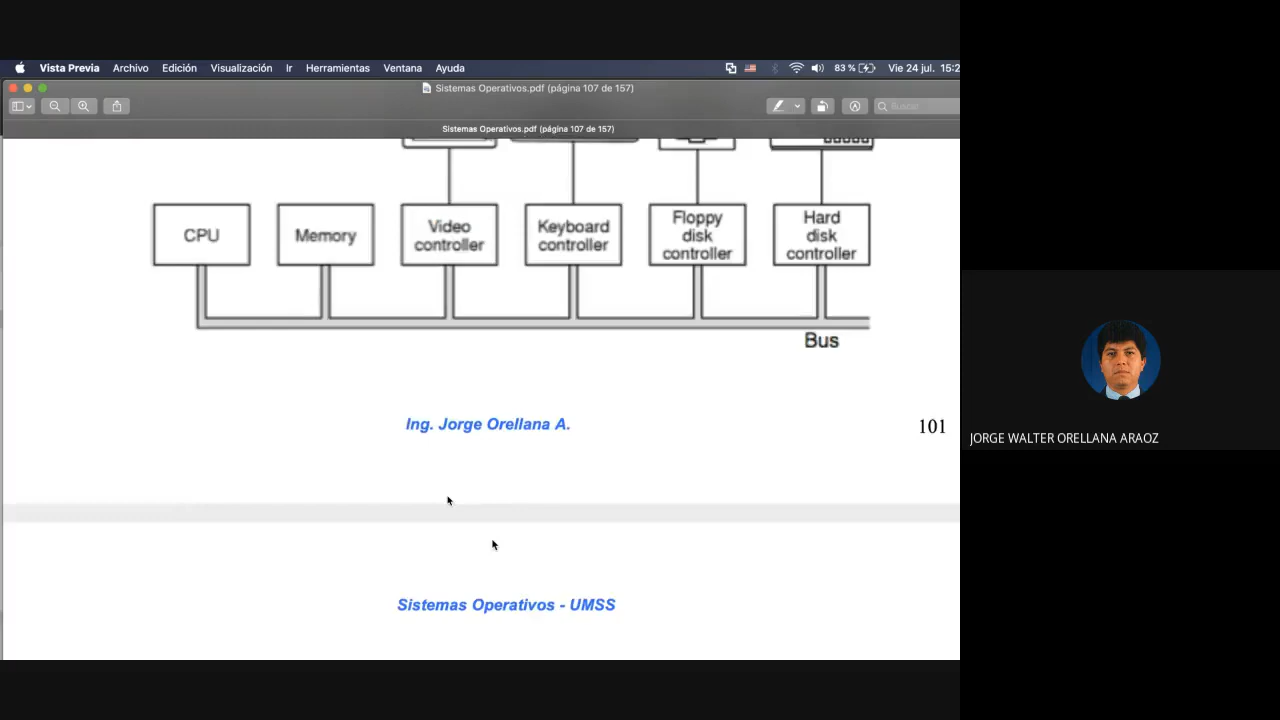 Vista Previa Archivo Edición Visualización Ir Herramientas Ventana Ayuda 83 % Vie 24 jul. 15:2
Sistemas Operativos.pdf (página 107 de 157)
Buscar
Sistemas Operativos.pdf (página 107 de 157)
CPU
Memory
Video
controller
Keyboard
controller
Floppy
disk
controller
Hard
disk
controller
Bus
Ing. Jorge Orellana A.
101
JORGE WALTER ORELLANA ARAOZ
Sistemas Operativos - UMSS